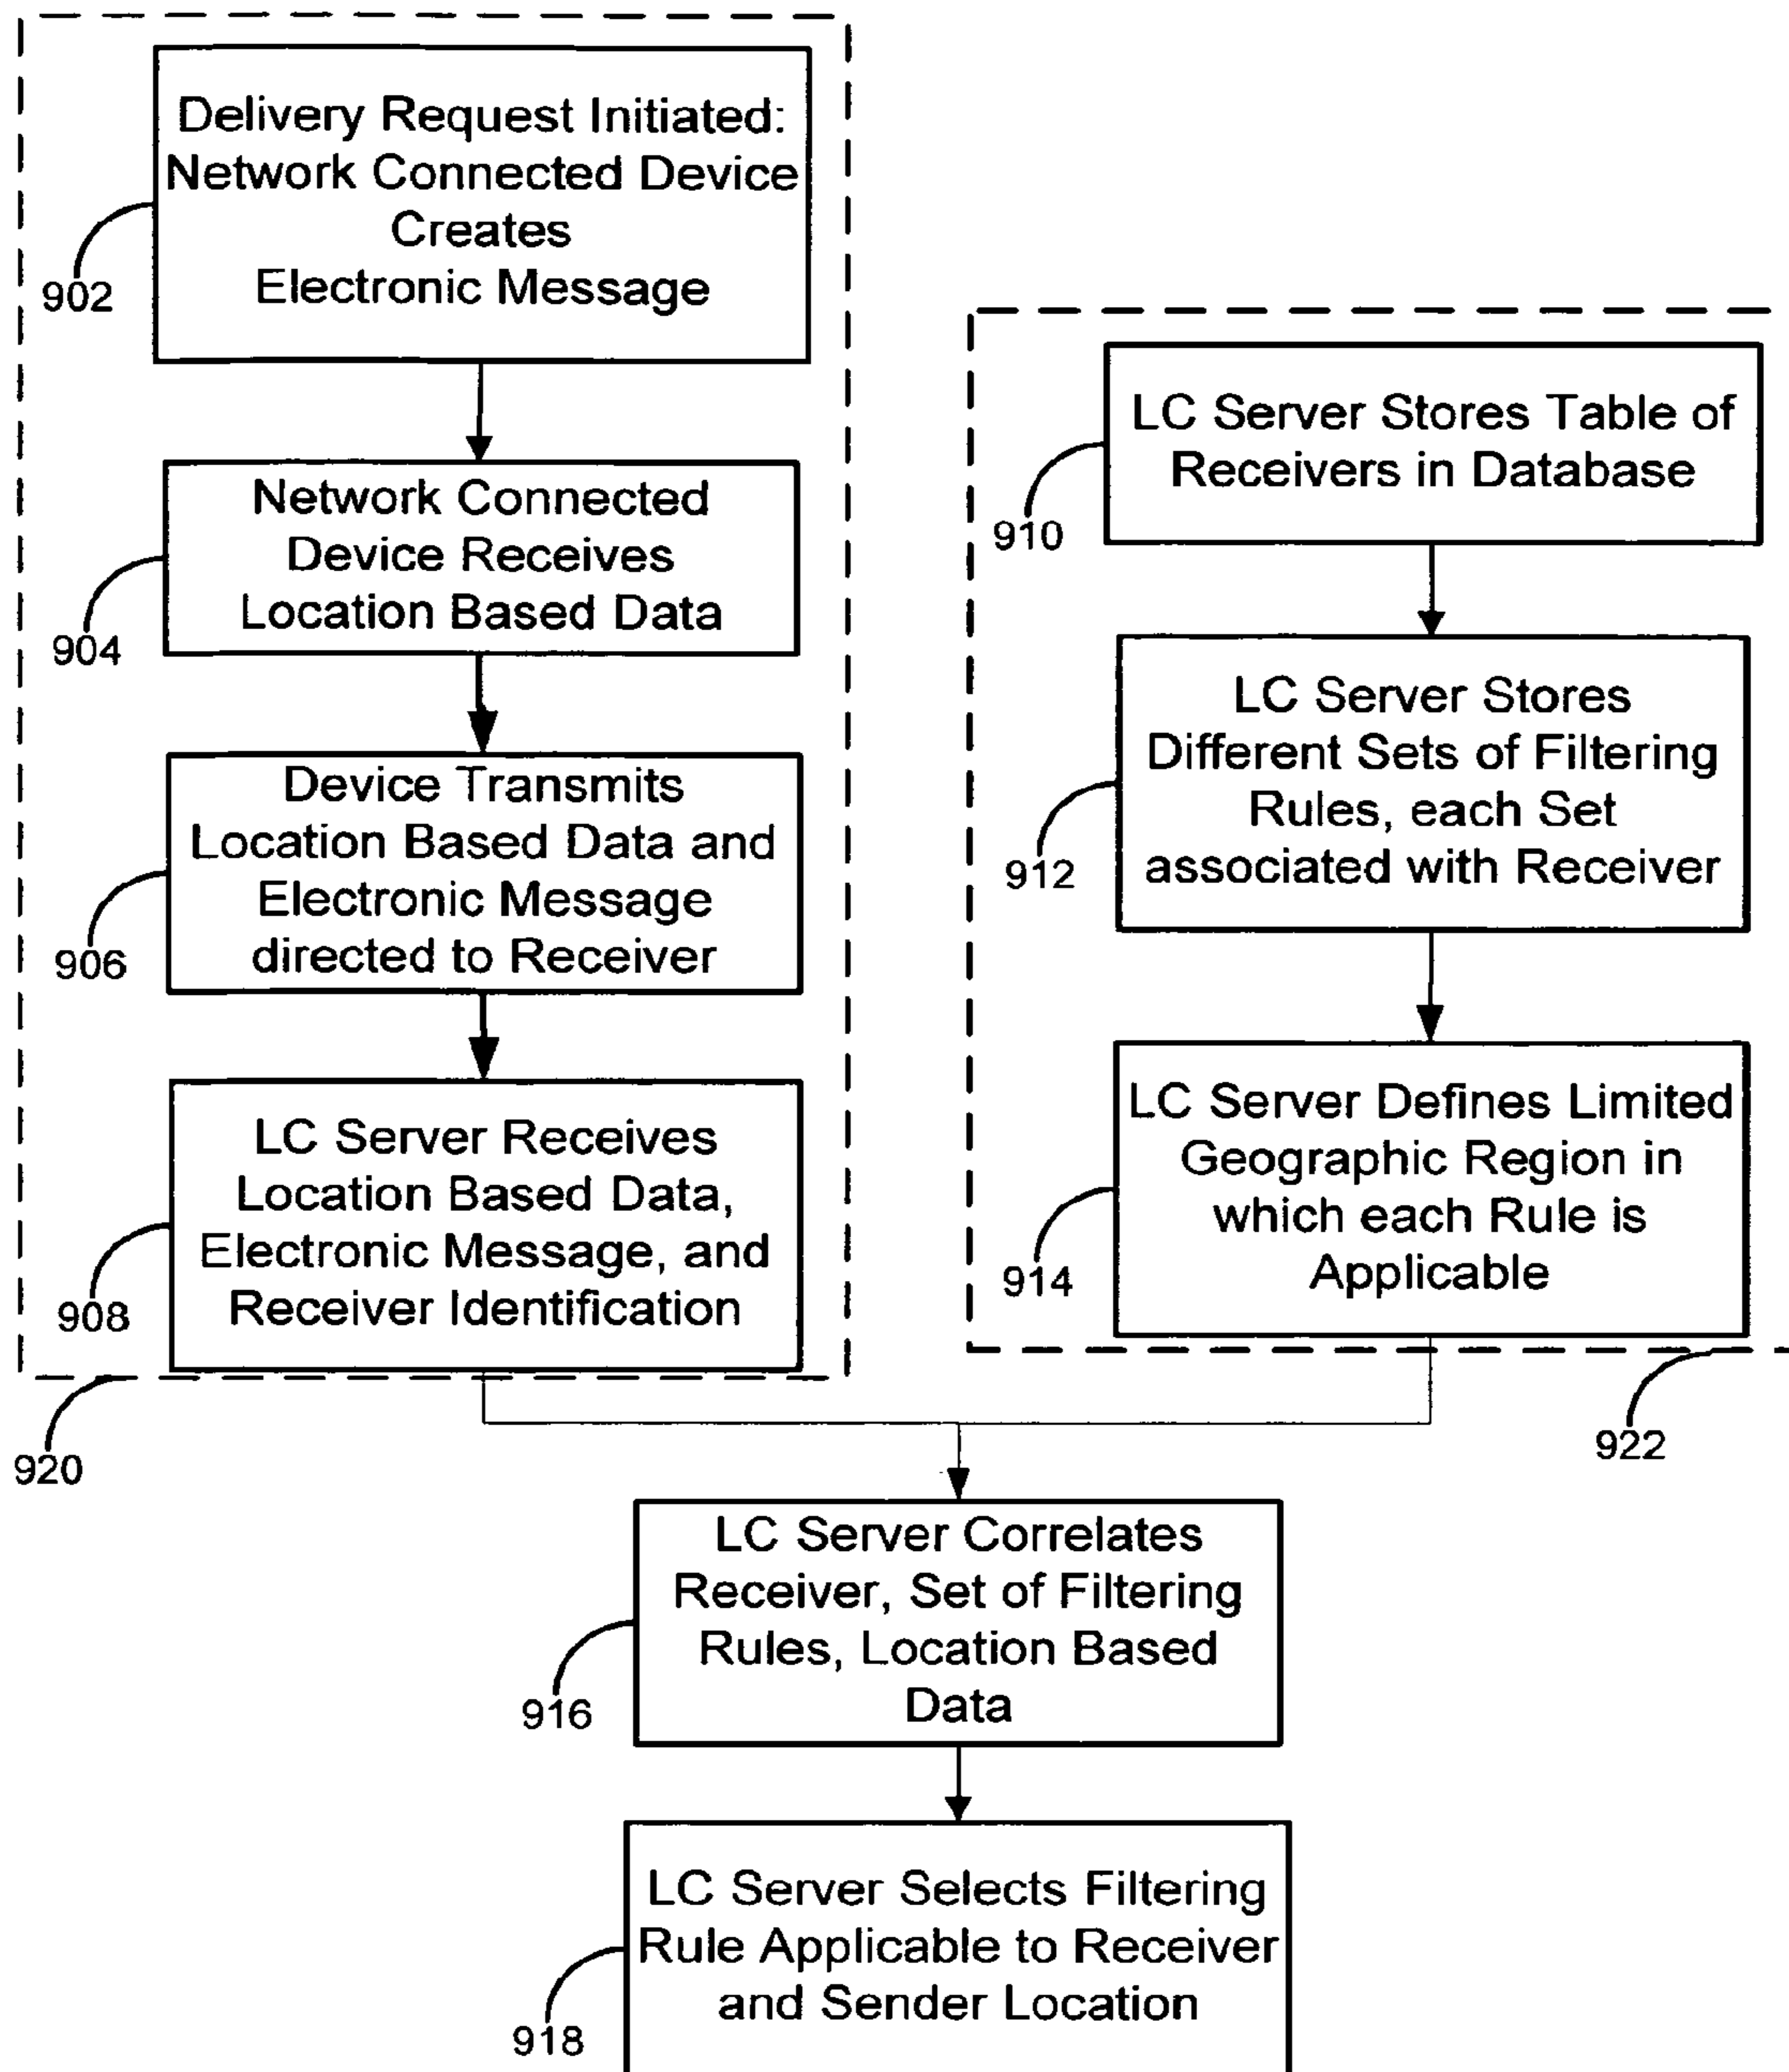 Delivery Request Initiated:
Network Connected Device
Creates
Electronic Message
902
Network Connected
Device Receives
Location Based Data
904
Device Transmits
Location Based Data and
Electronic Message
directed to Receiver
906
LC Server Receives
Location Based Data,
Electronic Message, and
Receiver Identification
908
920
LC Server Stores Table of
Receivers in Database
910
LC Server Stores
Different Sets of Filtering
Rules, each Set
associated with Receiver
912
LC Server Defines Limited
Geographic Region in
which each Rule is
Applicable
914
922
LC Server Correlates
Receiver, Set of Filtering
Rules, Location Based
Data
916
LC Server Selects Filtering
Rule Applicable to Receiver
and Sender Location
918